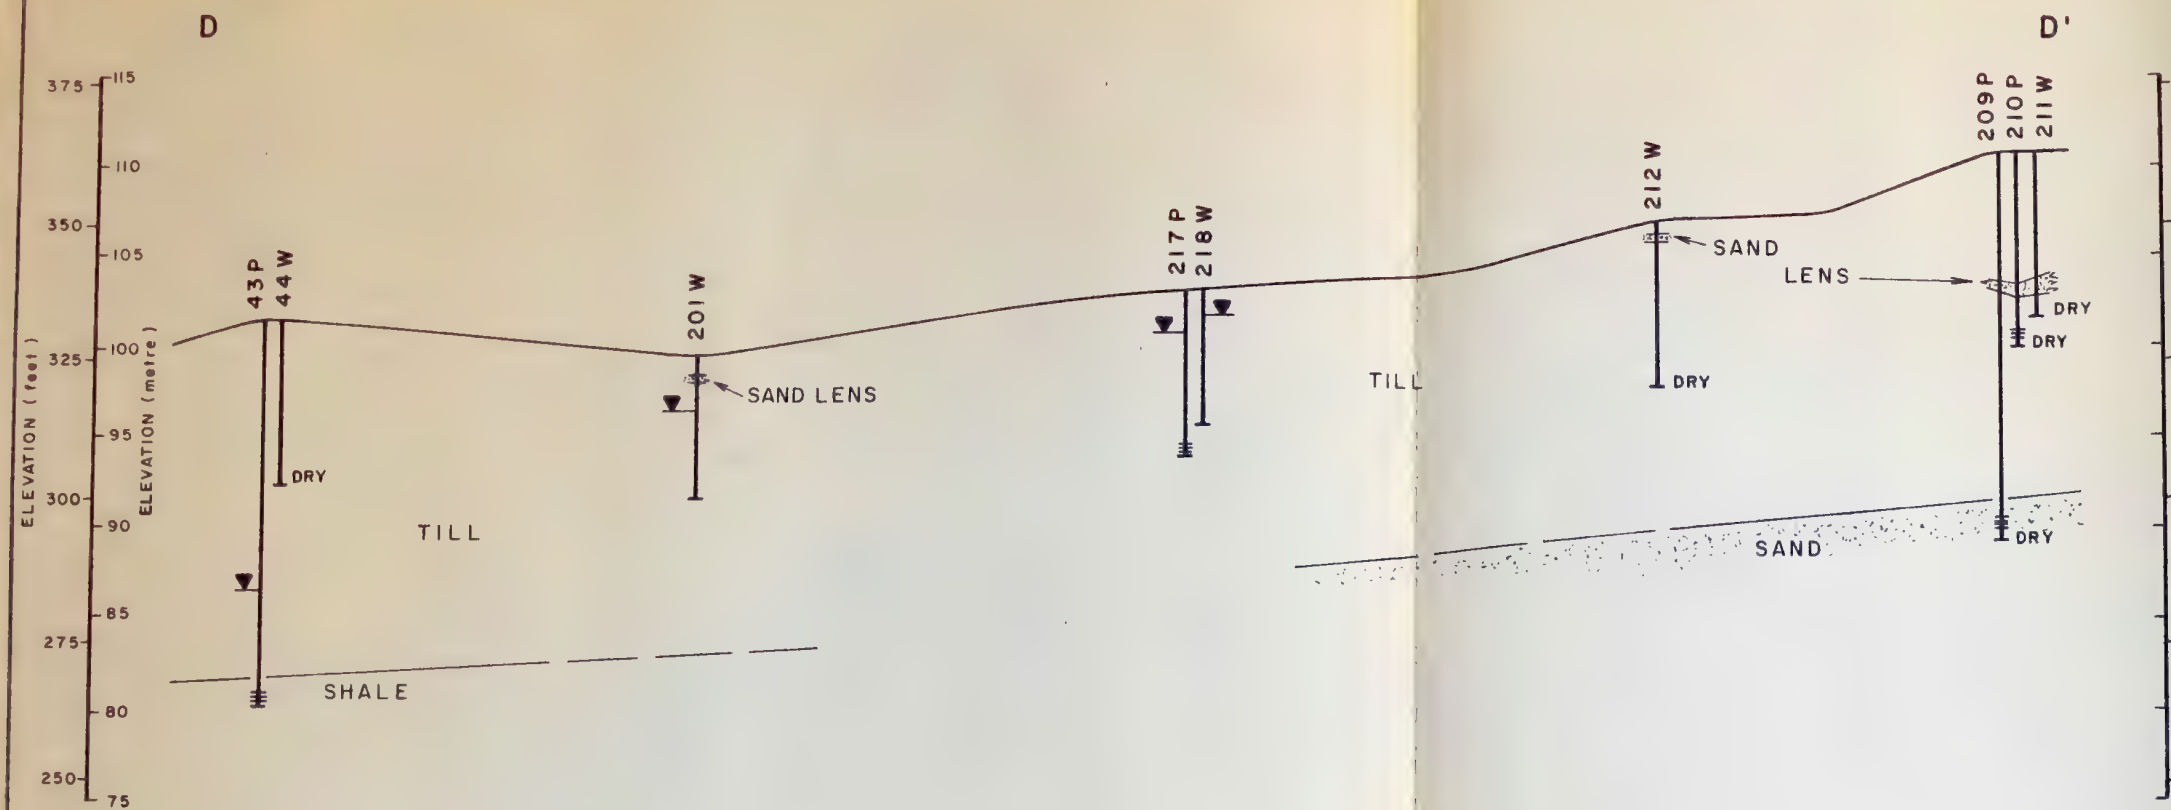 D
D'
375
115
110
350
105
325
100
95
300
90
85
275
80
250
75
ELEVATION (feet)
ELEVATION (metre)
43P
44W
201W
217P
218W
212W
209P
210P
211W
SAND
LENS
DRY
DRY
SAND LENS
TILL
DRY
DRY
TILL
SAND
DRY
SHALE